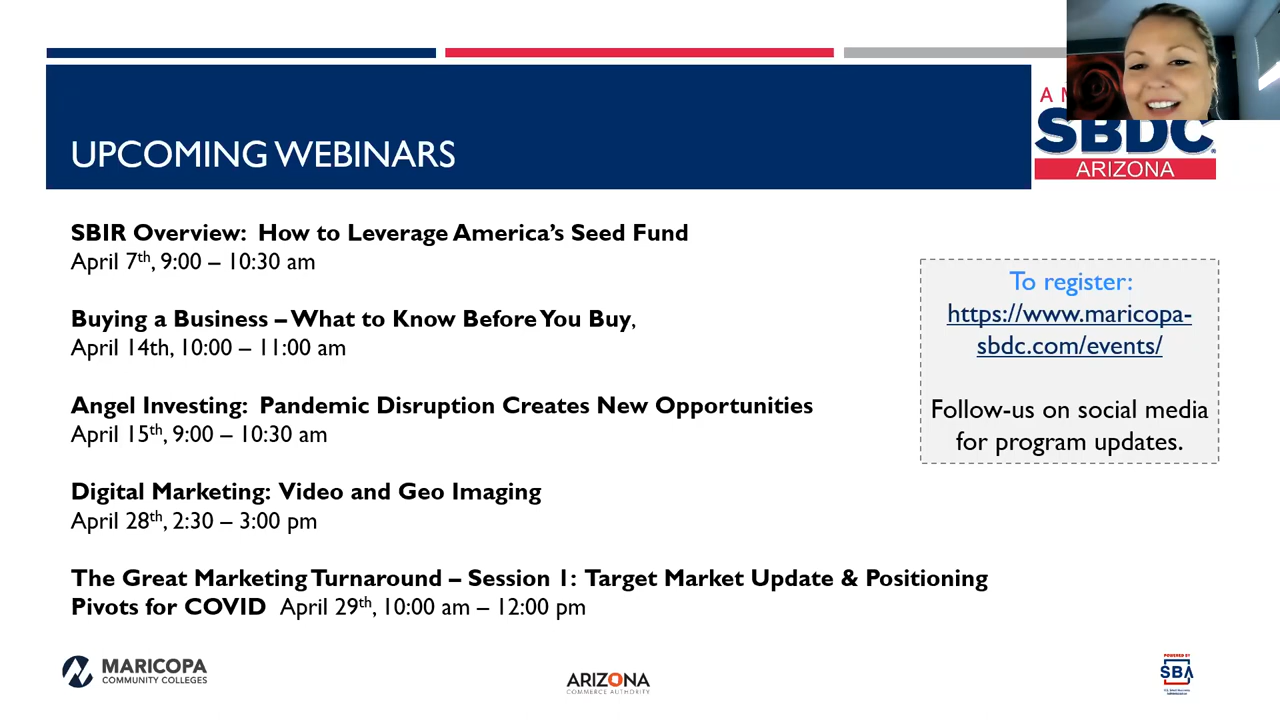 UPCOMING WEBINARS
SBDC
ARIZONA
SBIR Overview:  How to Leverage America's Seed Fund
April 7th, 9:00 – 10:30 am
Buying a Business – What to Know Before You Buy,
April 14th, 10:00 – 11:00 am
Angel Investing:  Pandemic Disruption Creates New Opportunities
April 15th, 9:00 – 10:30 am
Digital Marketing: Video and Geo Imaging
April 28th, 2:30 – 3:00 pm
The Great Marketing Turnaround – Session 1: Target Market Update & Positioning
Pivots for COVID  April 29th, 10:00 am – 12:00 pm
To register:
https://www.maricopa-
sbdc.com/events/
Follow-us on social media
for program updates.
MARICOPA
COMMUNITY COLLEGES
ARIZONA
COMMERCE AUTHORITY
POWERED BY
SBA